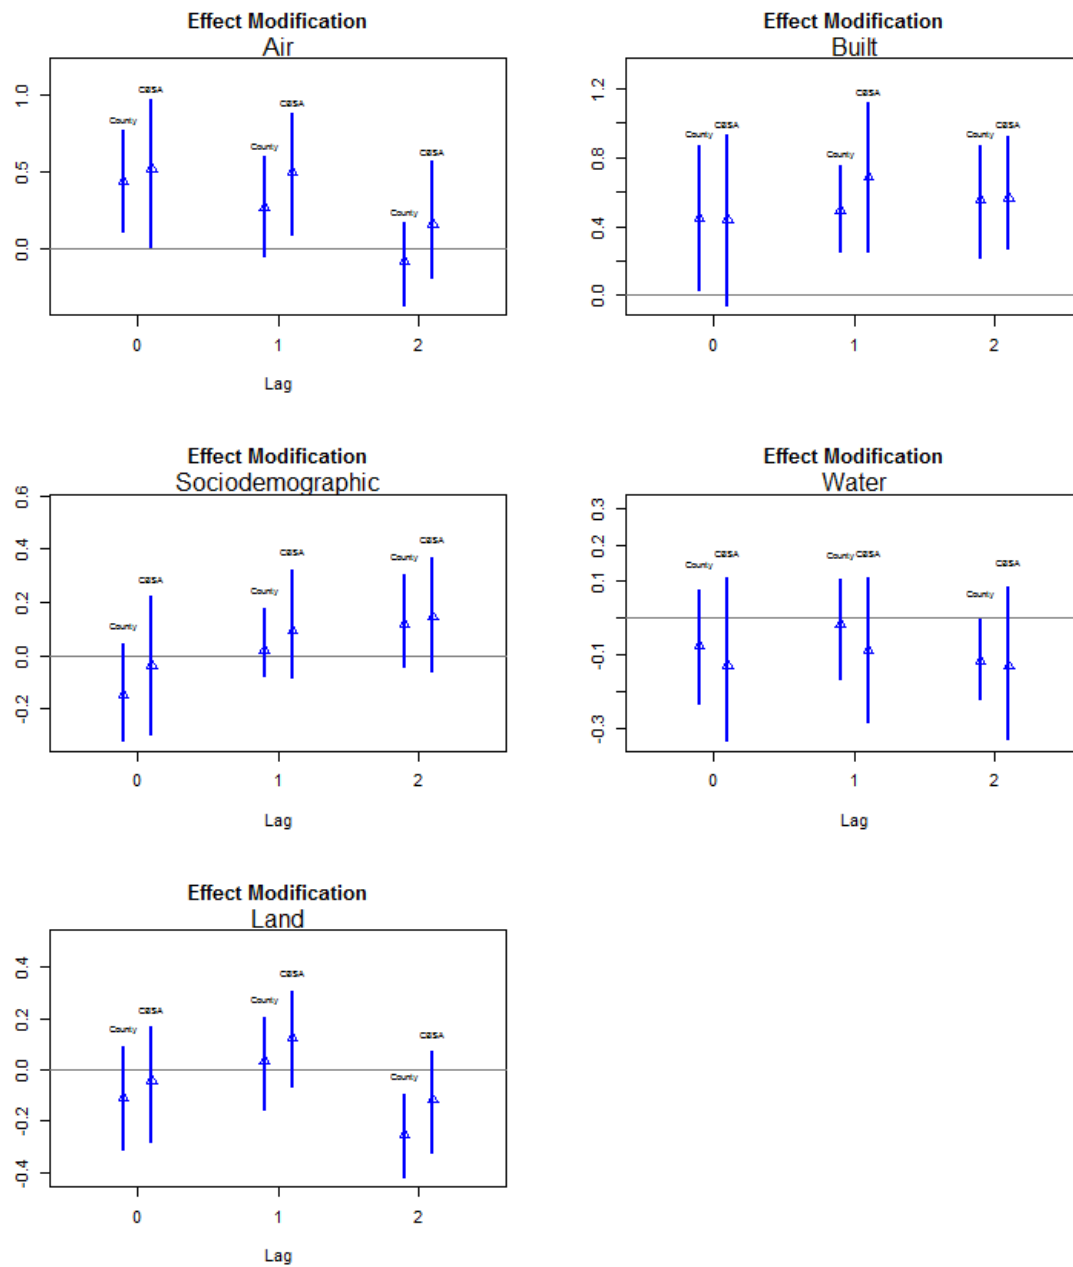 Effect Modification
Air
1.0
0.5
0.0
County
CBSA
County
CBSA
County
CBSA
0 1 2
Lag
Effect Modification
Built
1.2
0.8
0.4
0.0
County
CBSA
County
CBSA
County
CBSA
0 1 2
Effect Modification
Sociodemographic
0.6
0.4
0.2
0.0
-0.2
County
CBSA
County
CBSA
County
CBSA
0 1 2
Lag
Effect Modification
Water
0.3
0.2
0.1
-0.1
-0.3
County
CBSA
County
CBSA
County
CBSA
0 1 2
Lag
Effect Modification
Land
0.4
0.2
0.0
-0.2
-0.4
County
CBSA
County
CBSA
County
CBSA
0 1 2
Lag